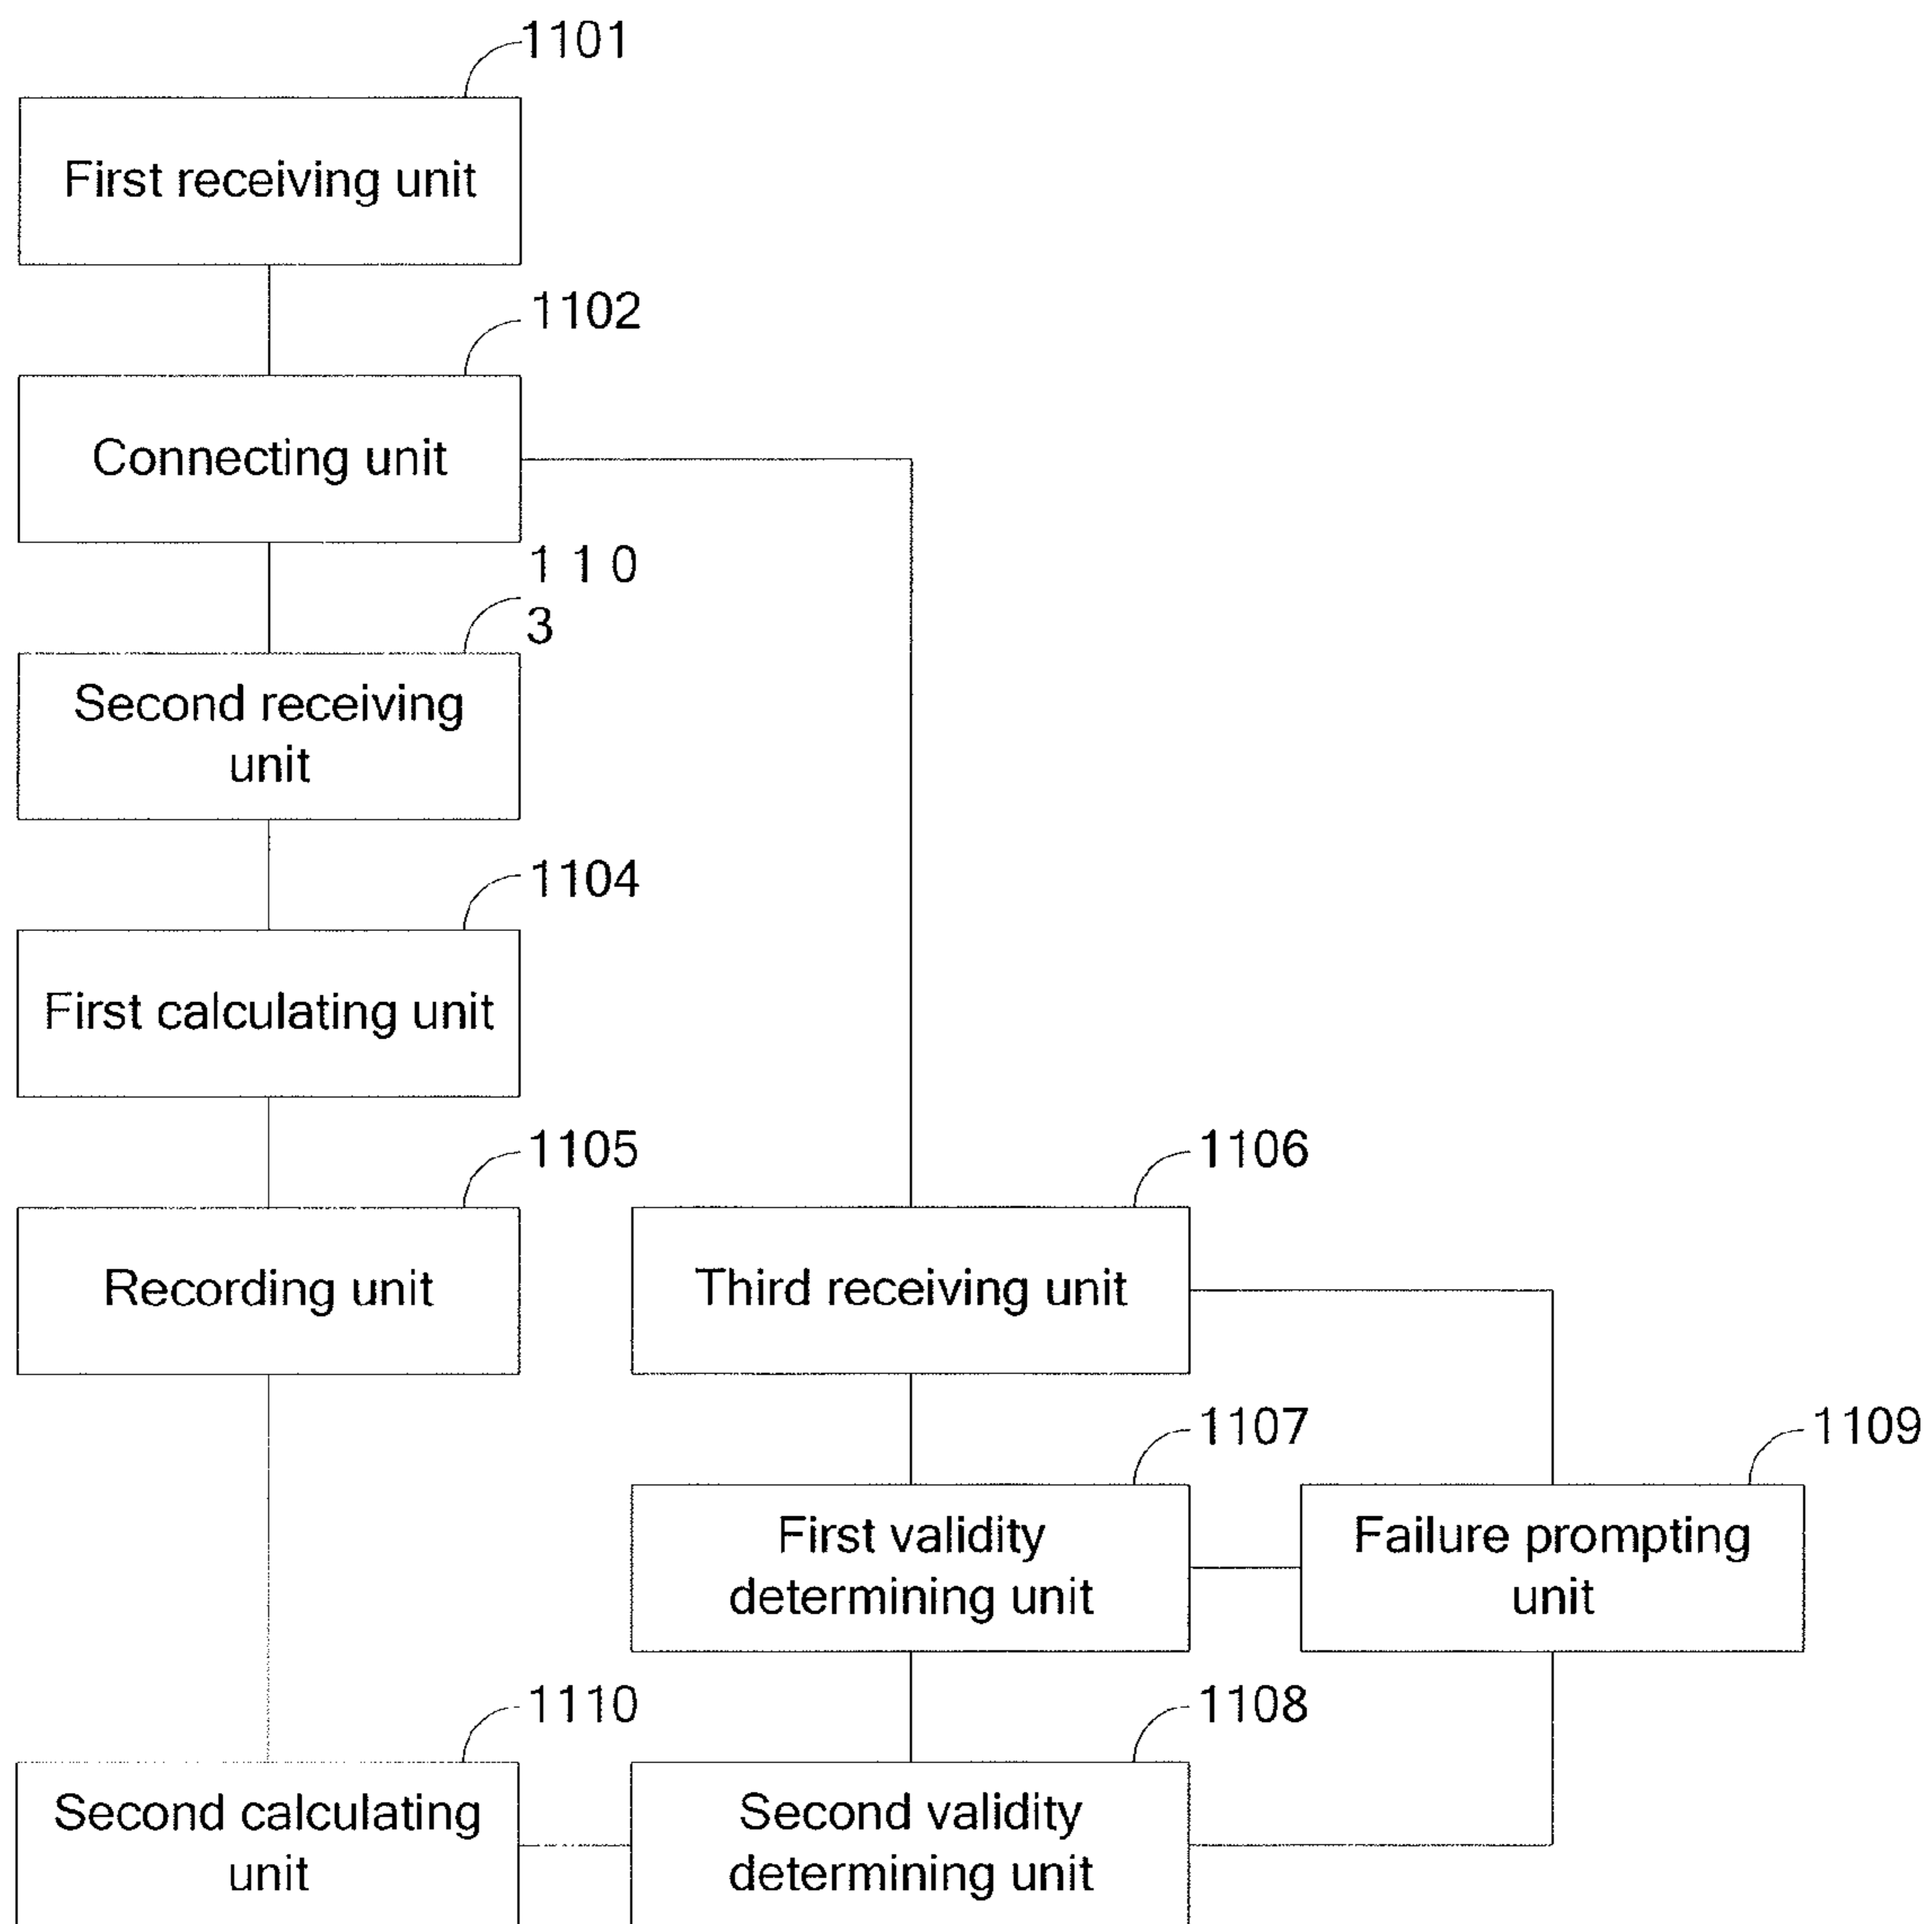 1101
First receiving unit
1102
Connecting unit
1 1 0
3
Second receiving
unit
1104
First calculating unit
1105
Recording unit
1106
Third receiving unit
1107
First validity
determining unit
1109
Failure prompting
unit
1110
Second calculating
unit
1108
Second validity
determining unit